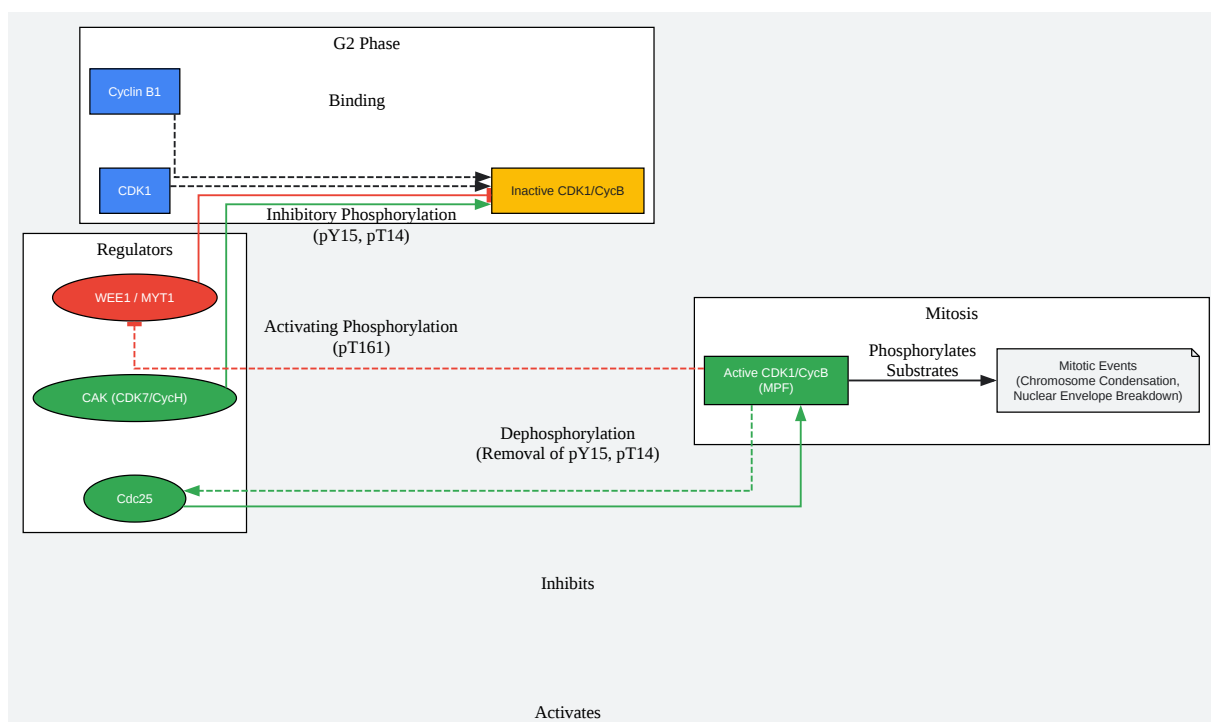 G2 Phase
Cyclin B1
Binding
CDK1
Inactive CDK1/CycB
Inhibitory Phosphorylation
(pY15, pT14)
Regulators
WEE1 / MYT1
Activating Phosphorylation
(pT161)
CAK (CDK7/CycH)
Cdc25
Mitosis
Active CDK1/CycB
(MPF)
Phosphorylates
Substrates
Mitotic Events
(Chromosome Condensation,
Nuclear Envelope Breakdown)
Dephosphorylation
(Removal of pY15, pT14)
Inhibits
Activates